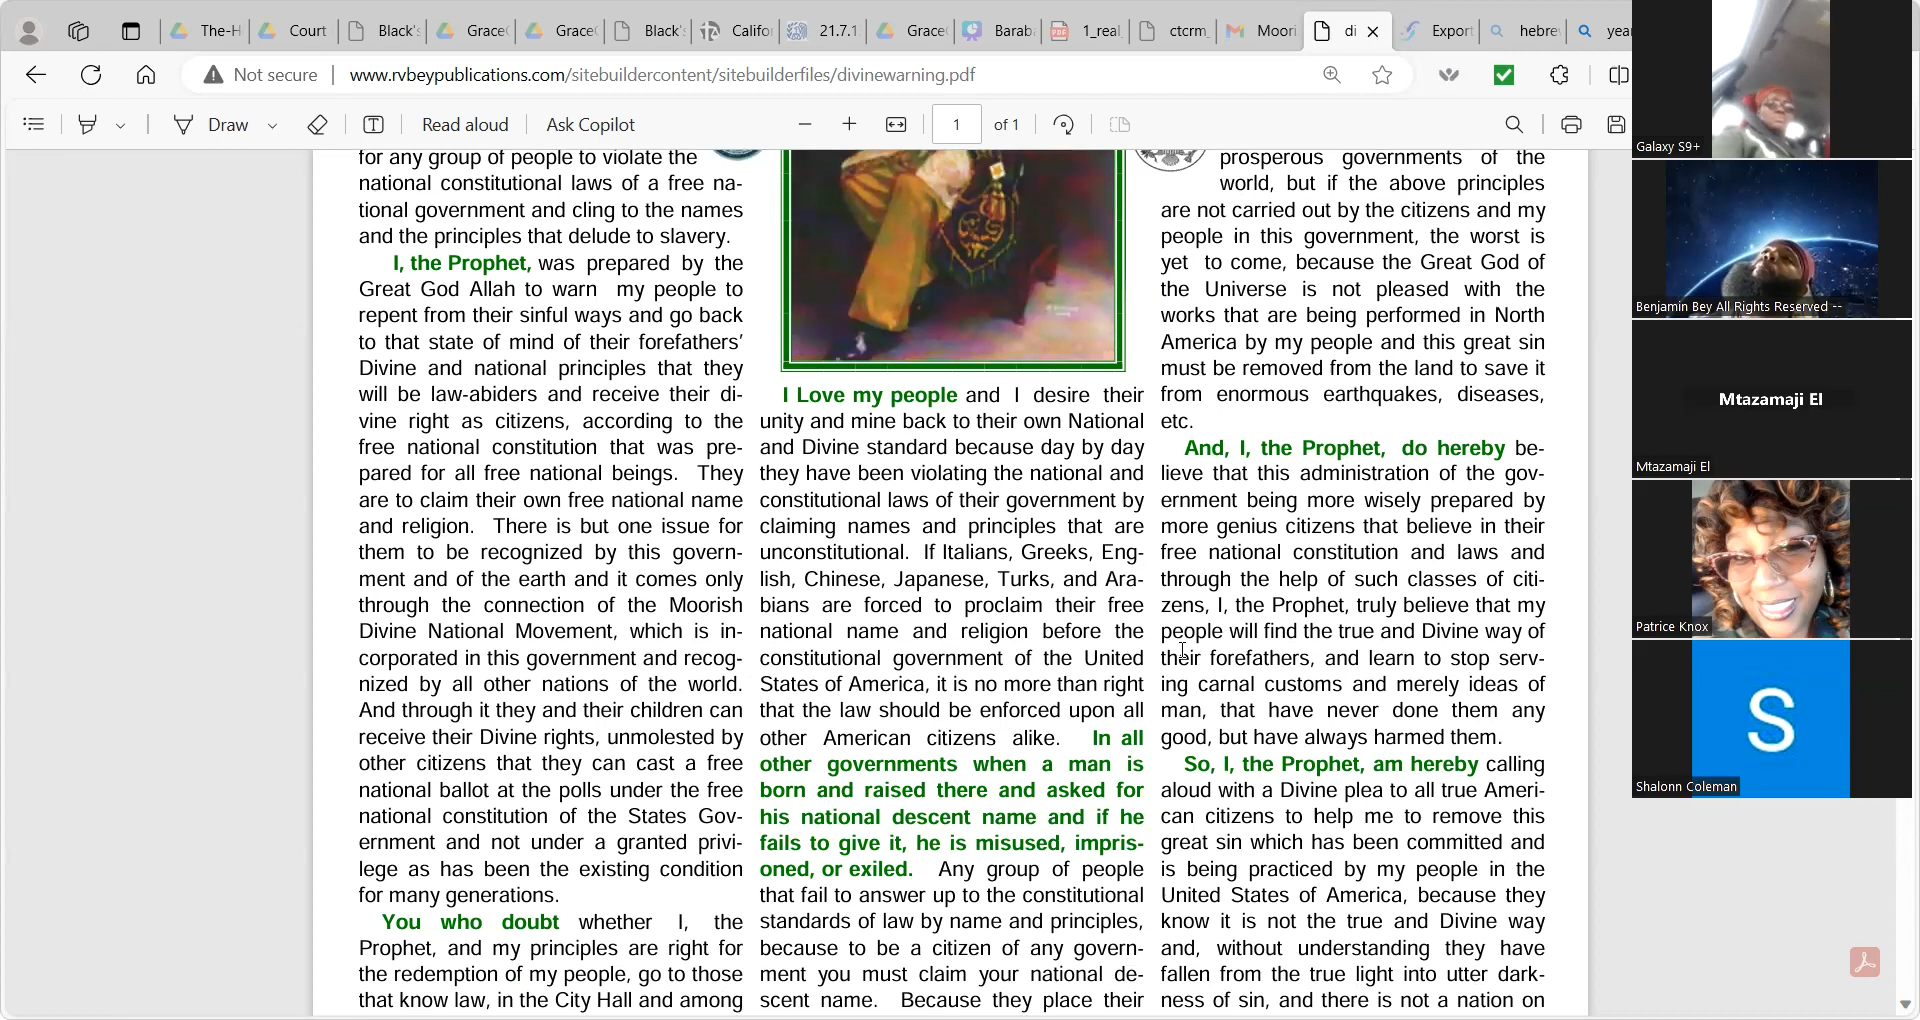 The-H
Court
Black's
Grace
Grace
Black's
Califor
21.7.1
Grace
Barab
1_real
ctcrm_
Moori
di
Export
hebre
year
Not secure
www.rvbeypublications.com/sitebuildercontent/sitebuilderfiles/divinewarning.pdf
Draw
Read aloud
Ask Copilot
1
of 1
for any group of people to violate the
national constitutional laws of a free na-
tional government and cling to the names
and the principles that delude to slavery.
I, the Prophet, was prepared by the
Great God Allah to warn my people to
repent from their sinful ways and go back
to that state of mind of their forefathers’
Divine and national principles that they
will be law-abiders and receive their di-
vine right as citizens, according to the
free national constitution that was pre-
pared for all free national beings. They
are to claim their own free national name
and religion. There is but one issue for
them to be recognized by this govern-
ment and of the earth and it comes only
through the connection of the Moorish
Divine National Movement, which is in-
corporated in this government and recog-
nized by all other nations of the world.
And through it they and their children can
receive their Divine rights, unmolested by
other citizens that they can cast a free
national ballot at the polls under the free
national constitution of the States Gov-
ernment and not under a granted privi-
lege as has been the existing condition
for many generations.
You who doubt whether I, the
Prophet, and my principles are right for
the redemption of my people, go to those
that know law, in the City Hall and among
I Love my people and I desire their
unity and mine back to their own National
and Divine standard because day by day
they have been violating the national and
constitutional laws of their government by
claiming names and principles that are
unconstitutional. If Italians, Greeks, Eng-
lish, Chinese, Japanese, Turks, and Ara-
bians are forced to proclaim their free
national name and religion before the
constitutional government of the United
States of America, it is no more than right
that the law should be enforced upon all
other American citizens alike. In all
other governments when a man is
born and raised there and asked for
his national descent name and if he
fails to give it, he is misused, impris-
oned, or exiled. Any group of people
that fail to answer up to the constitutional
standards of law by name and principles,
because to be a citizen of any govern-
ment you must claim your national de-
scent name. Because they place their
prosperous governments of the
world, but if the above principles
are not carried out by the citizens and my
people in this government, the worst is
yet to come, because the Great God of
the Universe is not pleased with the
works that are being performed in North
America by my people and this great sin
must be removed from the land to save it
from enormous earthquakes, diseases,
etc.
And, I, the Prophet, do hereby be-
lieve that this administration of the gov-
ernment being more wisely prepared by
more genius citizens that believe in their
free national constitution and laws and
through the help of such classes of citi-
zens, I, the Prophet, truly believe that my
people will find the true and Divine way of
their forefathers, and learn to stop serv-
ing carnal customs and merely ideas of
man, that have never done them any
good, but have always harmed them.
So, I, the Prophet, am hereby calling
aloud with a Divine plea to all true Ameri-
can citizens to help me to remove this
great sin which has been committed and
is being practiced by my people in the
United States of America, because they
know it is not the true and Divine way
and, without understanding they have
fallen from the true light into utter dark-
ness of sin, and there is not a nation on
Galaxy S9+
Benjamin Bey All Rights Reserved --
Mtazamaji El
Mtazamaji El
Patrice Knox
S
Shalonn Coleman